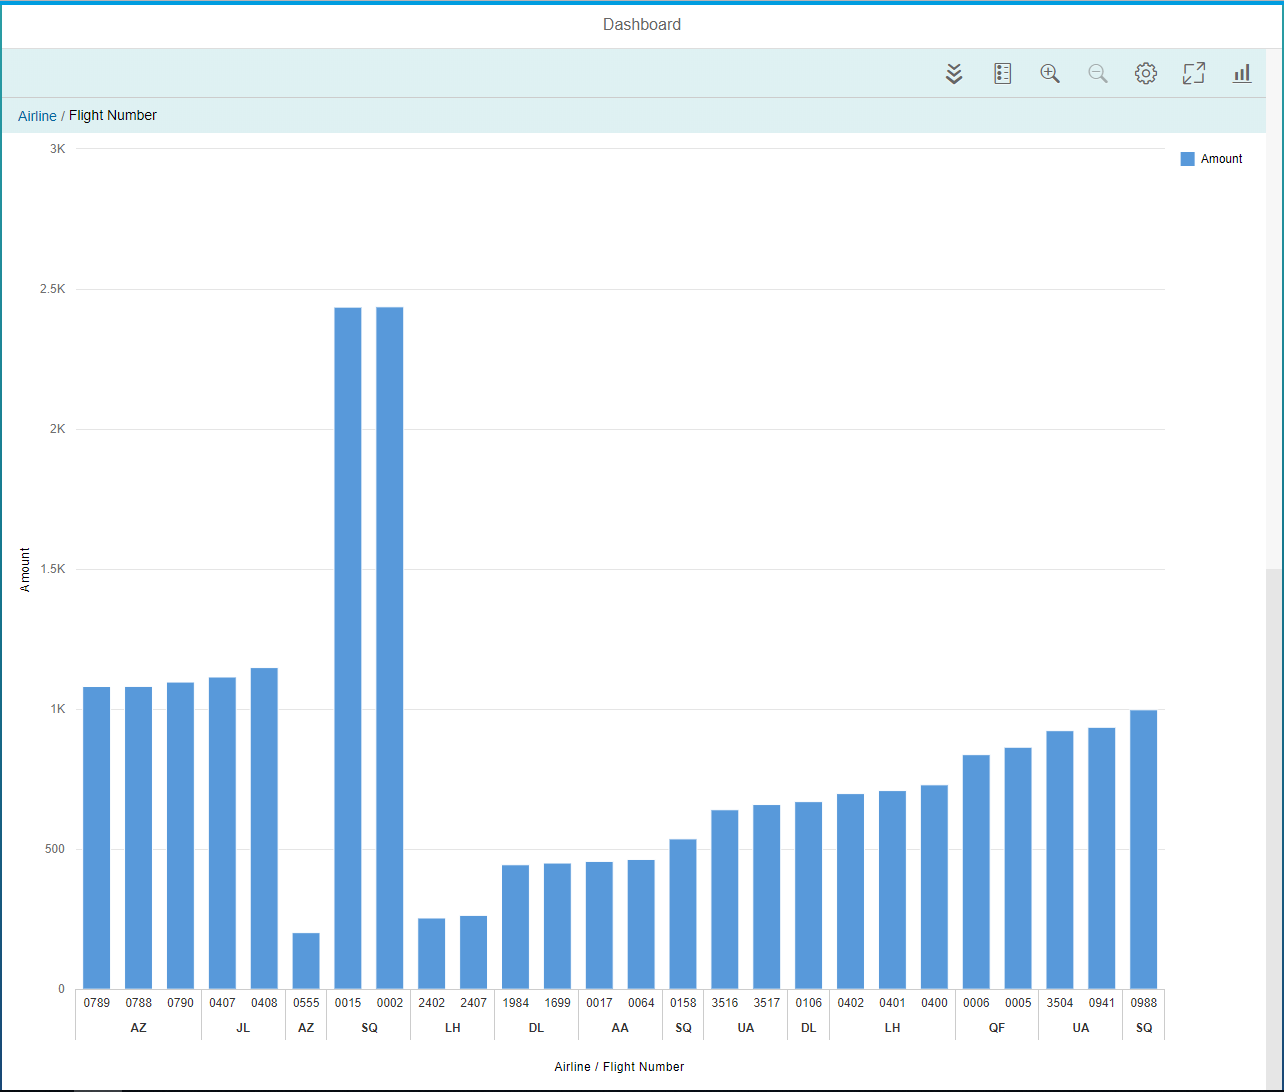 Dashboard
Airline / Flight Number
3K
Amount
2.5K
2K
1.5K
Amount
1K
500
0
0789 0788 0790 0407 0408 0555 0015 0002 2402 2407 1984 1699 0017 0064 0158 3516 3517 0106 0402 0401 0400 0006 0005 3504 0941 0988
AZ JL AZ SQ LH DL AA SQ UA DL LH QF UA SQ
Airline / Flight Number